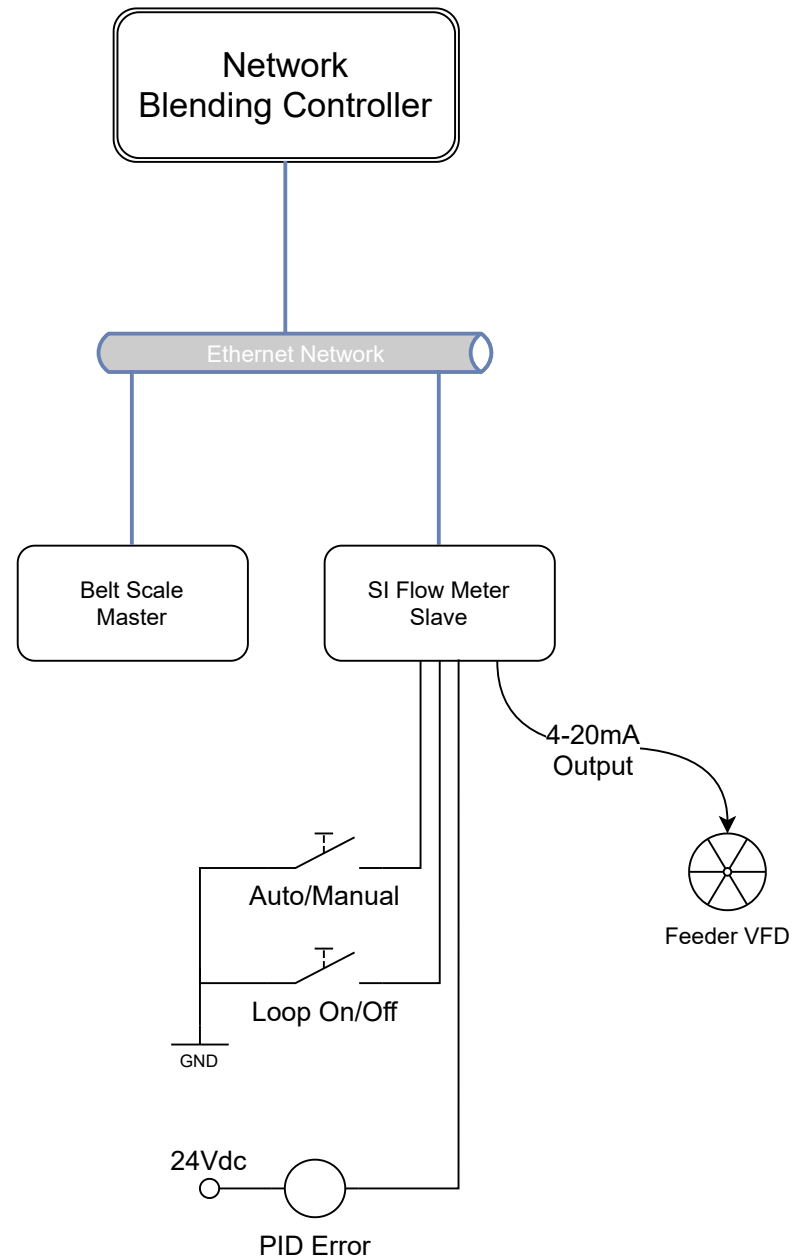 Network
Blending Controller
Ethernet Network
Belt Scale
Master
SI Flow Meter
Slave
4-20mA
Output
Auto/Manual
Feeder VFD
Loop On/Off
GND
24Vdc
PID Error